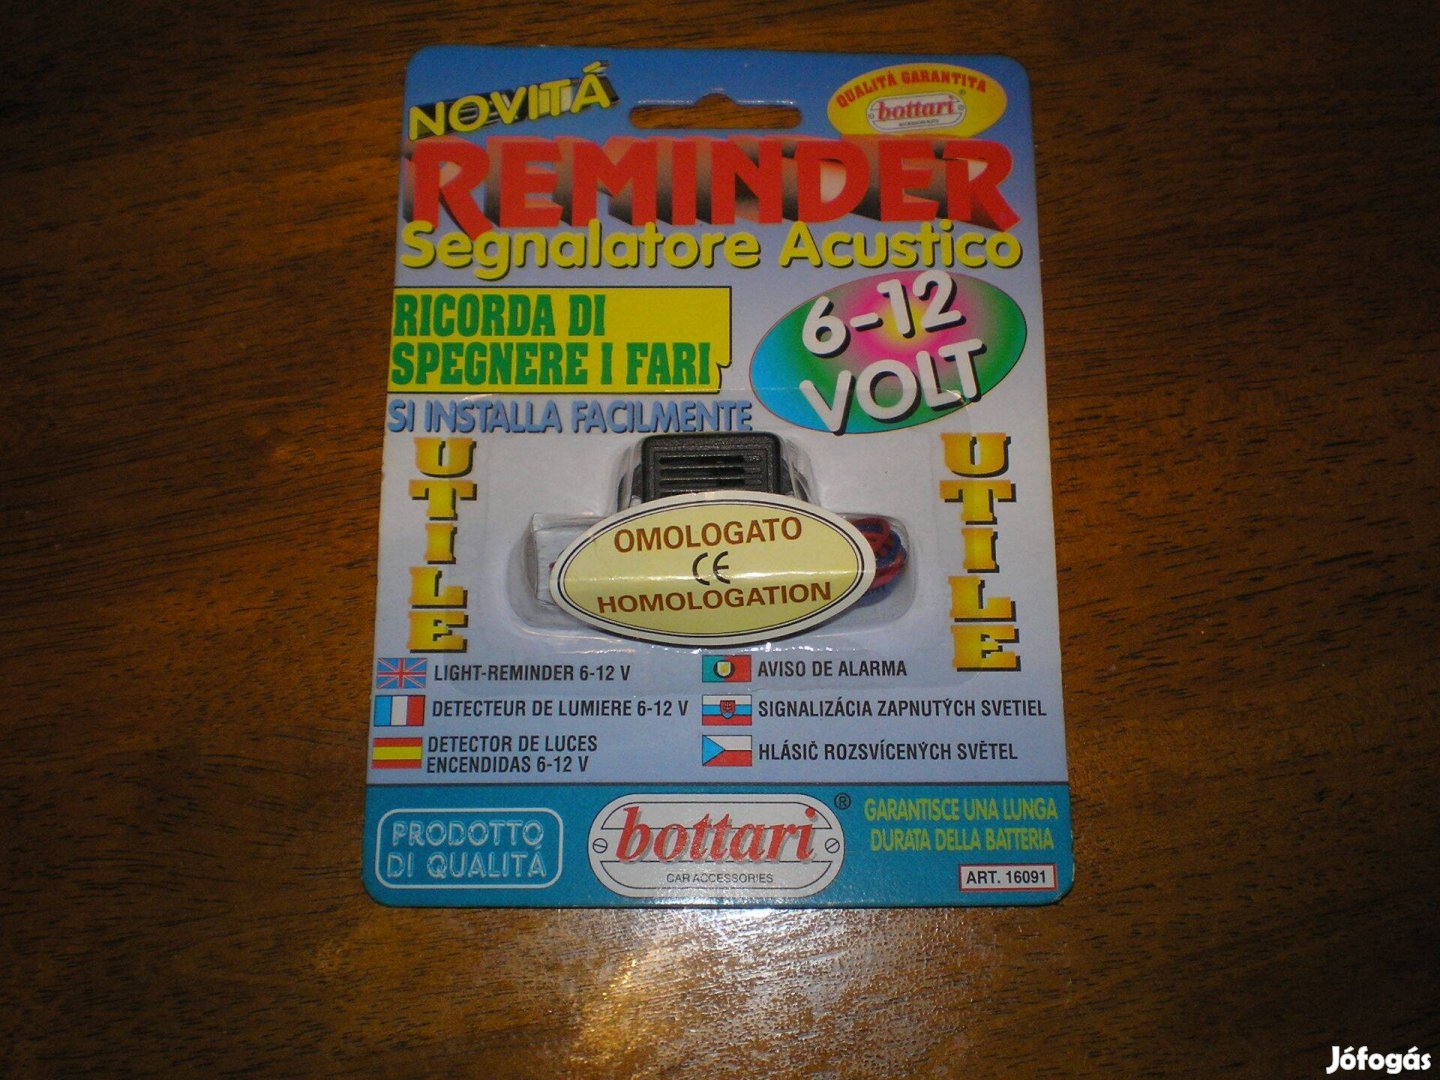 NOVITÁ
QUALITÀ GARANTITA
bottari®
REMINDER
Segnalatore Acustico
RICORDA DI
SPEGNERE I FARI
6-12
VOLT
SI INSTALLA FACILMENTE
UTILE
UTILE
OMOLOGATO
CE
HOMOLOGATION
LIGHT-REMINDER 6-12 V
DETECTEUR DE LUMIERE 6-12 V
DETECTOR DE LUCES
ENCENDIDAS 6-12 V
AVISO DE ALARMA
SIGNALIZÁCIA ZAPNUTÝCH SVETIEL
HLÁSIČ ROZSVÍCENÝCH SVĚTEL
PRODOTTO
DI QUALITÁ
bottari®
CAR ACCESSORIES
GARANTISCE UNA LUNGA
DURATA DELLA BATTERIA
ART. 16091
Jófogás